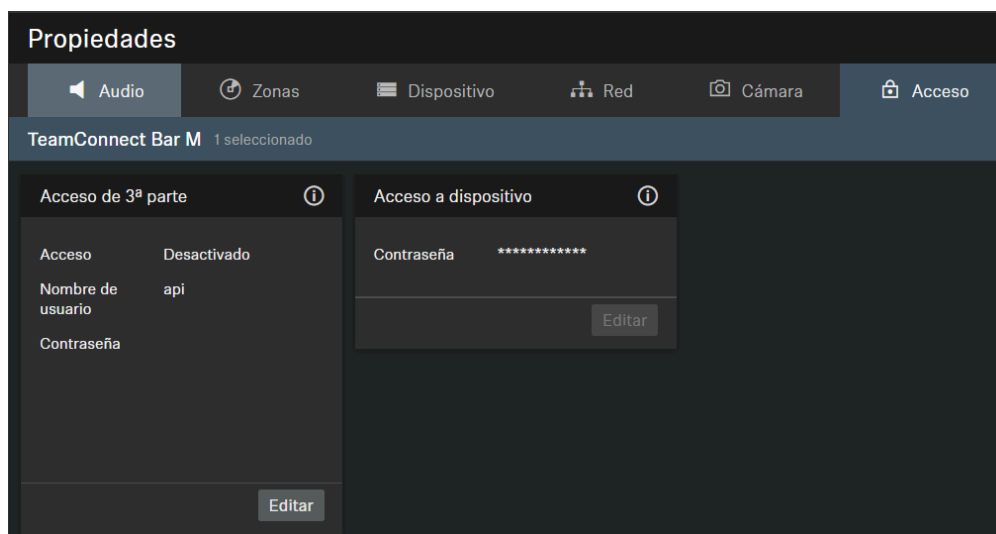 Propiedades
Audio
Zonas
Dispositivo
Red
Cámara
Acceso
TeamConnect Bar M 1 seleccionado
Acceso de 3ª parte
Acceso Desactivado
Nombre de usuario api
Contraseña
Editar
Acceso a dispositivo
Contraseña ************
Editar